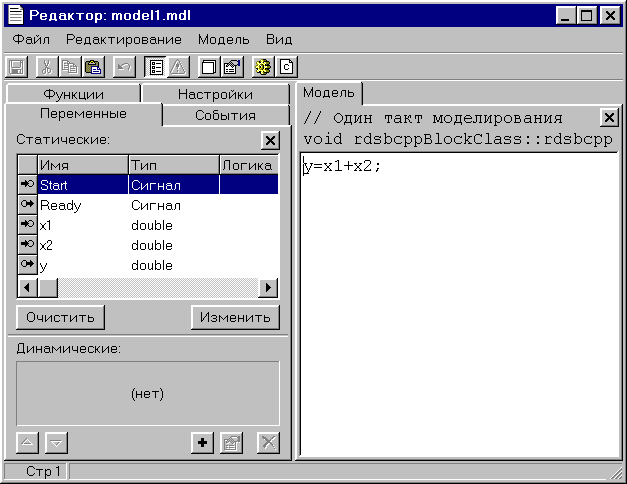 Редактор: model1.mdl
Файл Редактирование Модель Вид
Функции Настройки
Переменные События
Статические:
Имя Тип Логика
Start Сигнал
Ready Сигнал
x1 double
x2 double
y double
Очистить Изменить
Динамические:
(нет)
Стр 1
Модель
// Один такт моделирования
void rdsbcppBlockClass::rdsbcpp
y=x1+x2;